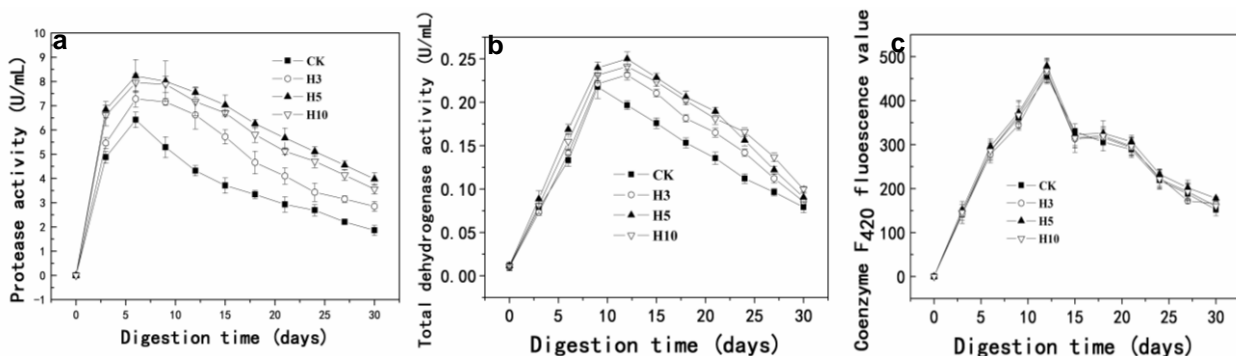 a
Protease activity (U/mL)
10
9
8
7
6
5
4
3
2
1
0
-1
CK
H3
H5
H10
0 5 10 15 20 25 30
Digestion time (days)
b
Total dehydrogenase activity (U/mL)
0.25
0.20
0.15
0.10
0.05
0.00
CK
H3
H5
H10
0 5 10 15 20 25 30
Digestion time (days)
c
Coenzyme F420 fluoescence value
500
400
300
200
100
0
CK
H3
H5
H10
0 5 10 15 20 25 30
Digestion time (days)